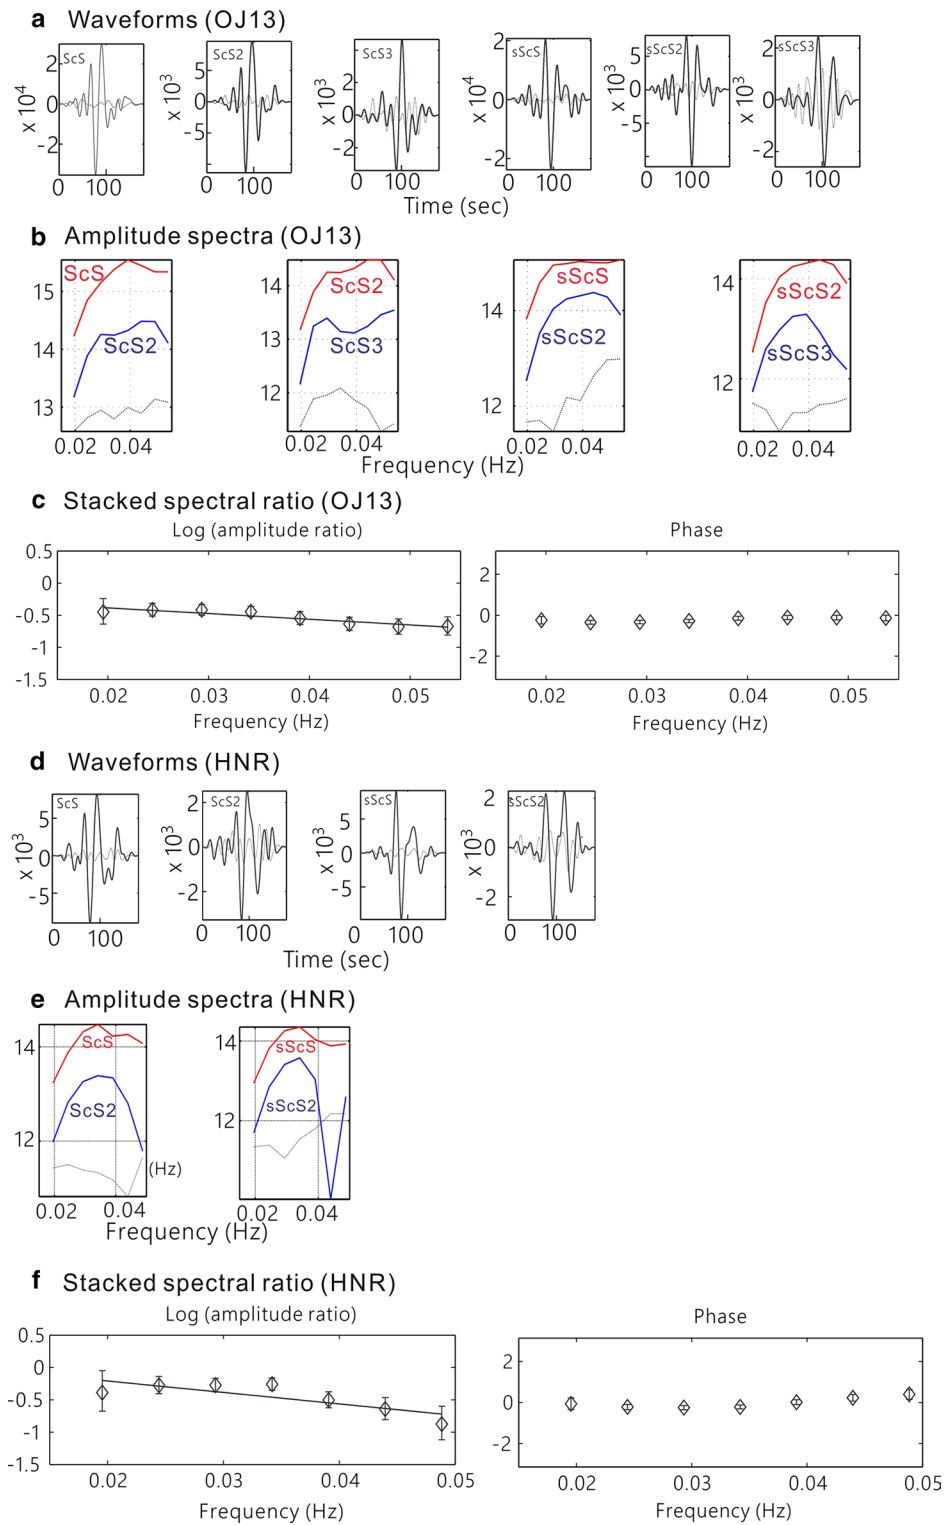 a Waveforms (OJ13)
ScS
ScS2
ScS3
sScS
sScS2
sScS3
2
0
-2
x 10^4
5
0
-5
x 10^3
2
0
-2
x 10^3
2
0
-2
x 10^4
5
0
-5
x 10^3
2
0
-2
x 10^3
0 100
0 100
0 100
0 100
0 100
0 100
Time (sec)
b Amplitude spectra (OJ13)
ScS
ScS2
15
14
13
0.02 0.04
ScS2
ScS3
14
13
12
0.02 0.04
sScS
sScS2
14
12
0.02 0.04
sScS2
sScS3
14
12
0.02 0.04
Frequency (Hz)
c Stacked spectral ratio (OJ13)
Log (amplitude ratio)
Phase
0.5
0
-0.5
-1
-1.5
0.02 0.03 0.04 0.05
Frequency (Hz)
2
0
-2
0.02 0.03 0.04 0.05
Frequency (Hz)
d Waveforms (HNR)
ScS
ScS2
sScS
sScS2
5
0
-5
x 10^3
2
0
-2
x 10^3
5
0
-5
x 10^3
2
0
-2
x 10^3
0 100
0 100
0 100
0 100
Time (sec)
e Amplitude spectra (HNR)
ScS
ScS2
14
12
(Hz)
0.02 0.04
sScS
sScS2
14
12
0.02 0.04
Frequency (Hz)
f Stacked spectral ratio (HNR)
Log (amplitude ratio)
Phase
0.5
0
-0.5
-1
-1.5
0.02 0.03 0.04 0.05
Frequency (Hz)
2
0
-2
0.02 0.03 0.04 0.05
Frequency (Hz)